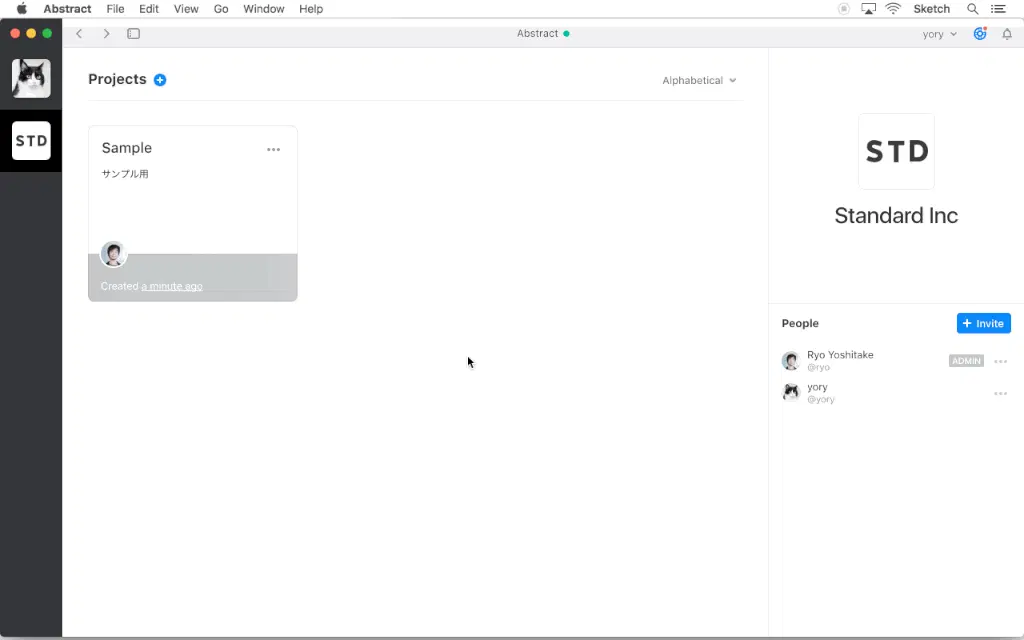 Abstract File Edit View Go Window Help Sketch
Abstract
yory
STD
Projects
Alphabetical
Sample
サンプル用
Created a minute ago
STD
Standard Inc
People
+ Invite
Ryo Yoshitake
@ryo
ADMIN
yory
@yory